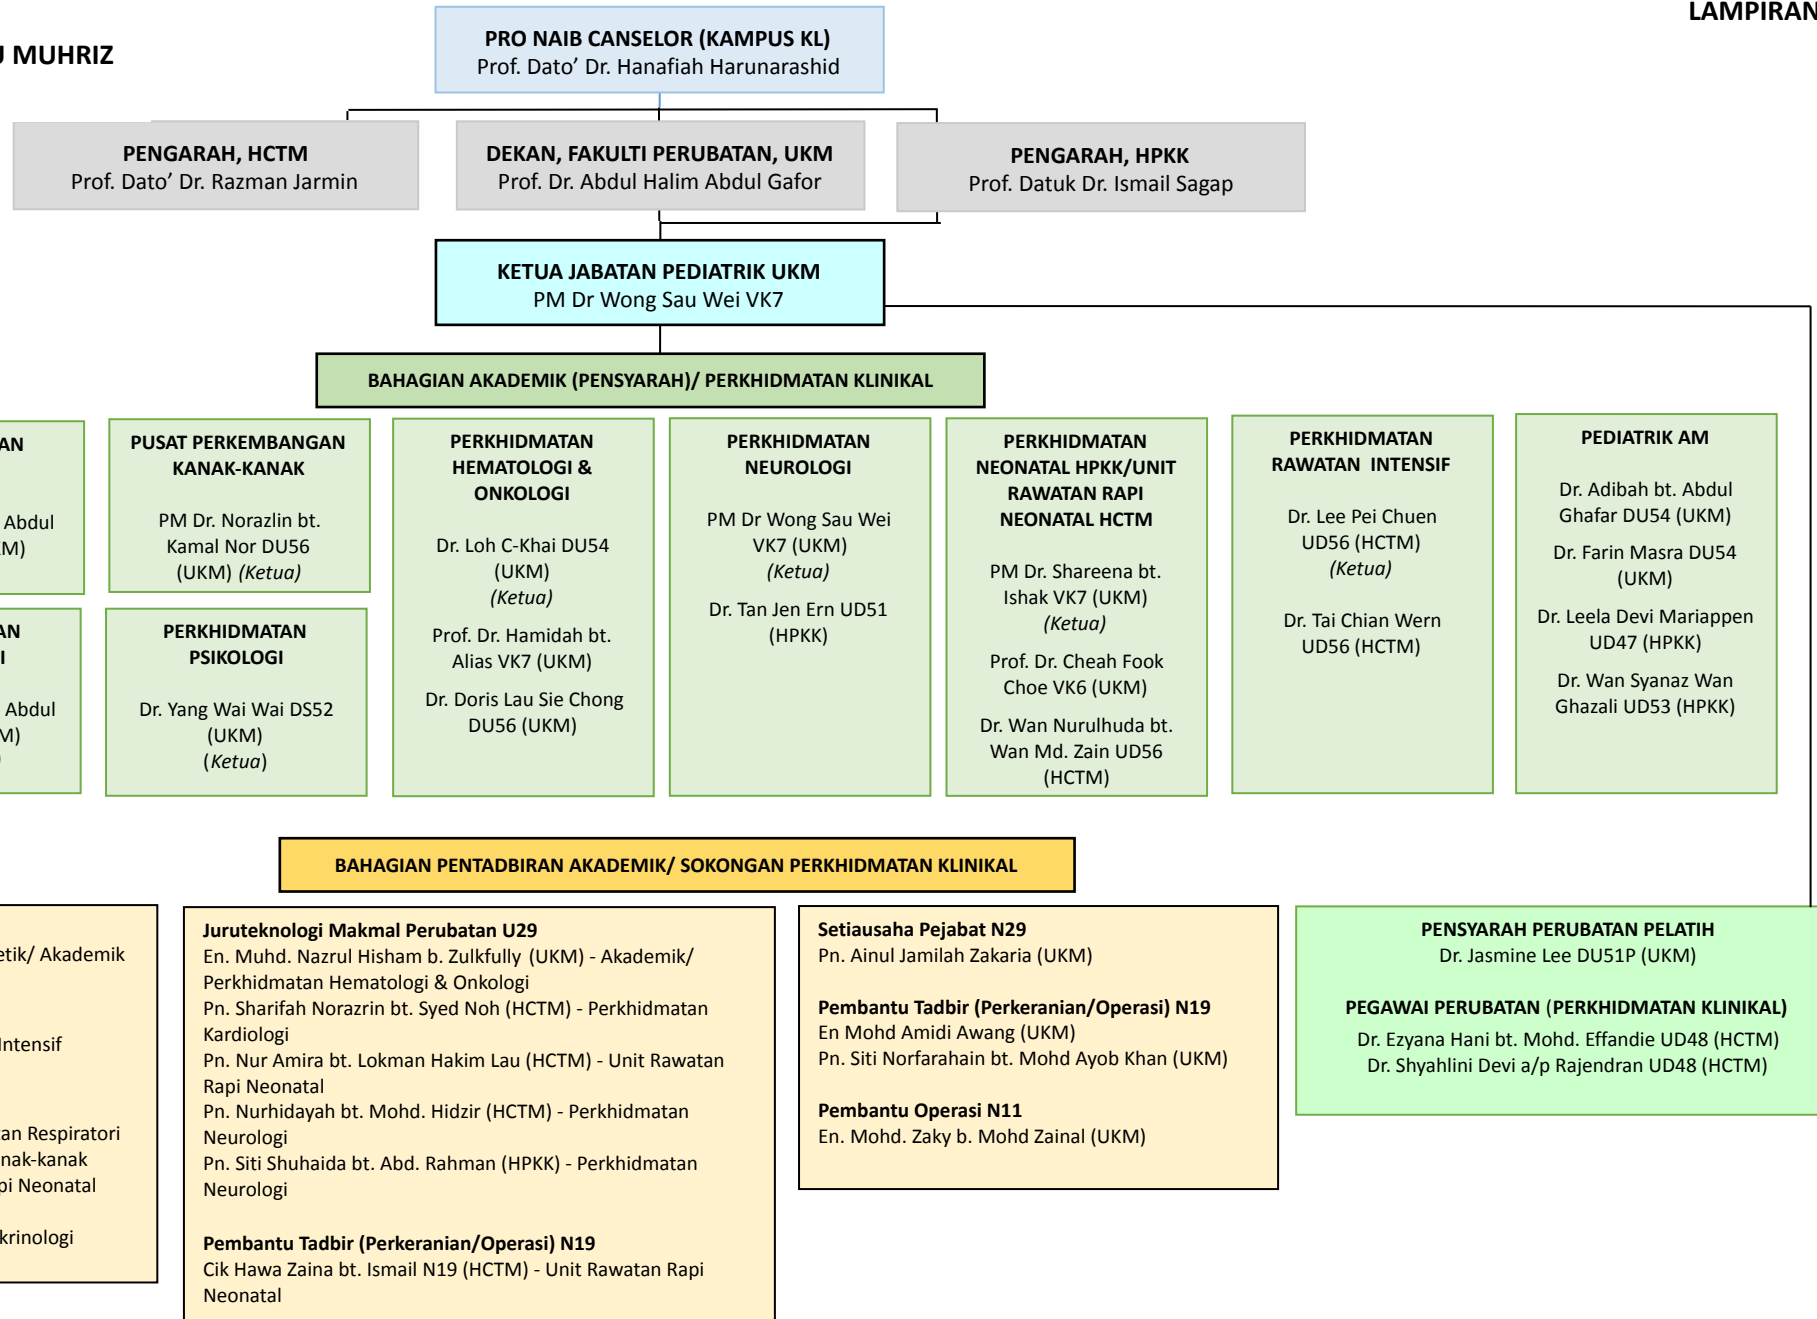 LAMPIRAN
MUHRIZ
PRO NAIB CANSELOR (KAMPUS KL)
Prof. Dato’ Dr. Hanafiah Harunarashid
PENGARAH, HCTM
Prof. Dato’ Dr. Razman Jarmin
DEKAN, FAKULTI PERUBATAN, UKM
Prof. Dr. Abdul Halim Abdul Gafor
PENGARAH, HPKK
Prof. Datuk Dr. Ismail Sagap
KETUA JABATAN PEDIATRIK UKM
PM Dr Wong Sau Wei VK7
BAHAGIAN AKADEMIK (PENSYARAH)/ PERKHIDMATAN KLINIKAL
Abdul
PUSAT PERKEMBANGAN
KANAK-KANAK
PM Dr. Norazlin bt.
Kamal Nor DU56
(UKM) (Ketua)
Abdul
PERKHIDMATAN
PSIKOLOGI
Dr. Yang Wai Wai DS52
(UKM)
(Ketua)
PERKHIDMATAN
HEMATOLOGI &
ONKOLOGI
Dr. Loh C-Khai DU54
(UKM)
(Ketua)
Prof. Dr. Hamidah bt.
Alias VK7 (UKM)
Dr. Doris Lau Sie Chong
DU56 (UKM)
PERKHIDMATAN
NEUROLOGI
PM Dr Wong Sau Wei
VK7 (UKM)
(Ketua)
Dr. Tan Jen Ern UD51
(HPKK)
PERKHIDMATAN
NEONATAL HPKK/UNIT
RAWATAN RAPI
NEONATAL HCTM
PM Dr. Shareena bt.
Ishak VK7 (UKM)
(Ketua)
Prof. Dr. Cheah Fook
Choe VK6 (UKM)
Dr. Wan Nurulhuda bt.
Wan Md. Zain UD56
(HCTM)
PERKHIDMATAN
RAWATAN INTENSIF
Dr. Lee Pei Chuen
UD56 (HCTM)
(Ketua)
Dr. Tai Chian Wern
UD56 (HCTM)
PEDIATRIK AM
Dr. Adibah bt. Abdul
Ghafar DU54 (UKM)
Dr. Farin Masra DU54
(UKM)
Dr. Leela Devi Mariappen
UD47 (HPKK)
Dr. Wan Syanaz Wan
Ghazali UD53 (HPKK)
BAHAGIAN PENTADBIRAN AKADEMIK/ SOKONGAN PERKHIDMATAN KLINIKAL
Akademik
Intensif
Respiratori
Neonatal
Juruteknologi Makmal Perubatan U29
En. Muhd. Nazrul Hisham b. Zulkfully (UKM) - Akademik/
Perkhidmatan Hematologi & Onkologi
Pn. Sharifah Norazrin bt. Syed Noh (HCTM) - Perkhidmatan
Kardiologi
Pn. Nur Amira bt. Lokman Hakim Lau (HCTM) - Unit Rawatan
Rapi Neonatal
Pn. Nurhidayah bt. Mohd. Hidzir (HCTM) - Perkhidmatan
Neurologi
Pn. Siti Shuhaida bt. Abd. Rahman (HPKK) - Perkhidmatan
Neurologi
Pembantu Tadbir (Perkeranian/Operasi) N19
Cik Hawa Zaina bt. Ismail N19 (HCTM) - Unit Rawatan Rapi
Neonatal
Setiausaha Pejabat N29
Pn. Ainul Jamilah Zakaria (UKM)
Pembantu Tadbir (Perkeranian/Operasi) N19
En Mohd Amidi Awang (UKM)
Pn. Siti Norfarahain bt. Mohd Ayob Khan (UKM)
Pembantu Operasi N11
En. Mohd. Zaky b. Mohd Zainal (UKM)
PENSYARAH PERUBATAN PELATIH
Dr. Jasmine Lee DU51P (UKM)
PEGAWAI PERUBATAN (PERKHIDMATAN KLINIKAL)
Dr. Ezyana Hani bt. Mohd. Effandie UD48 (HCTM)
Dr. Shyahlini Devi a/p Rajendran UD48 (HCTM)